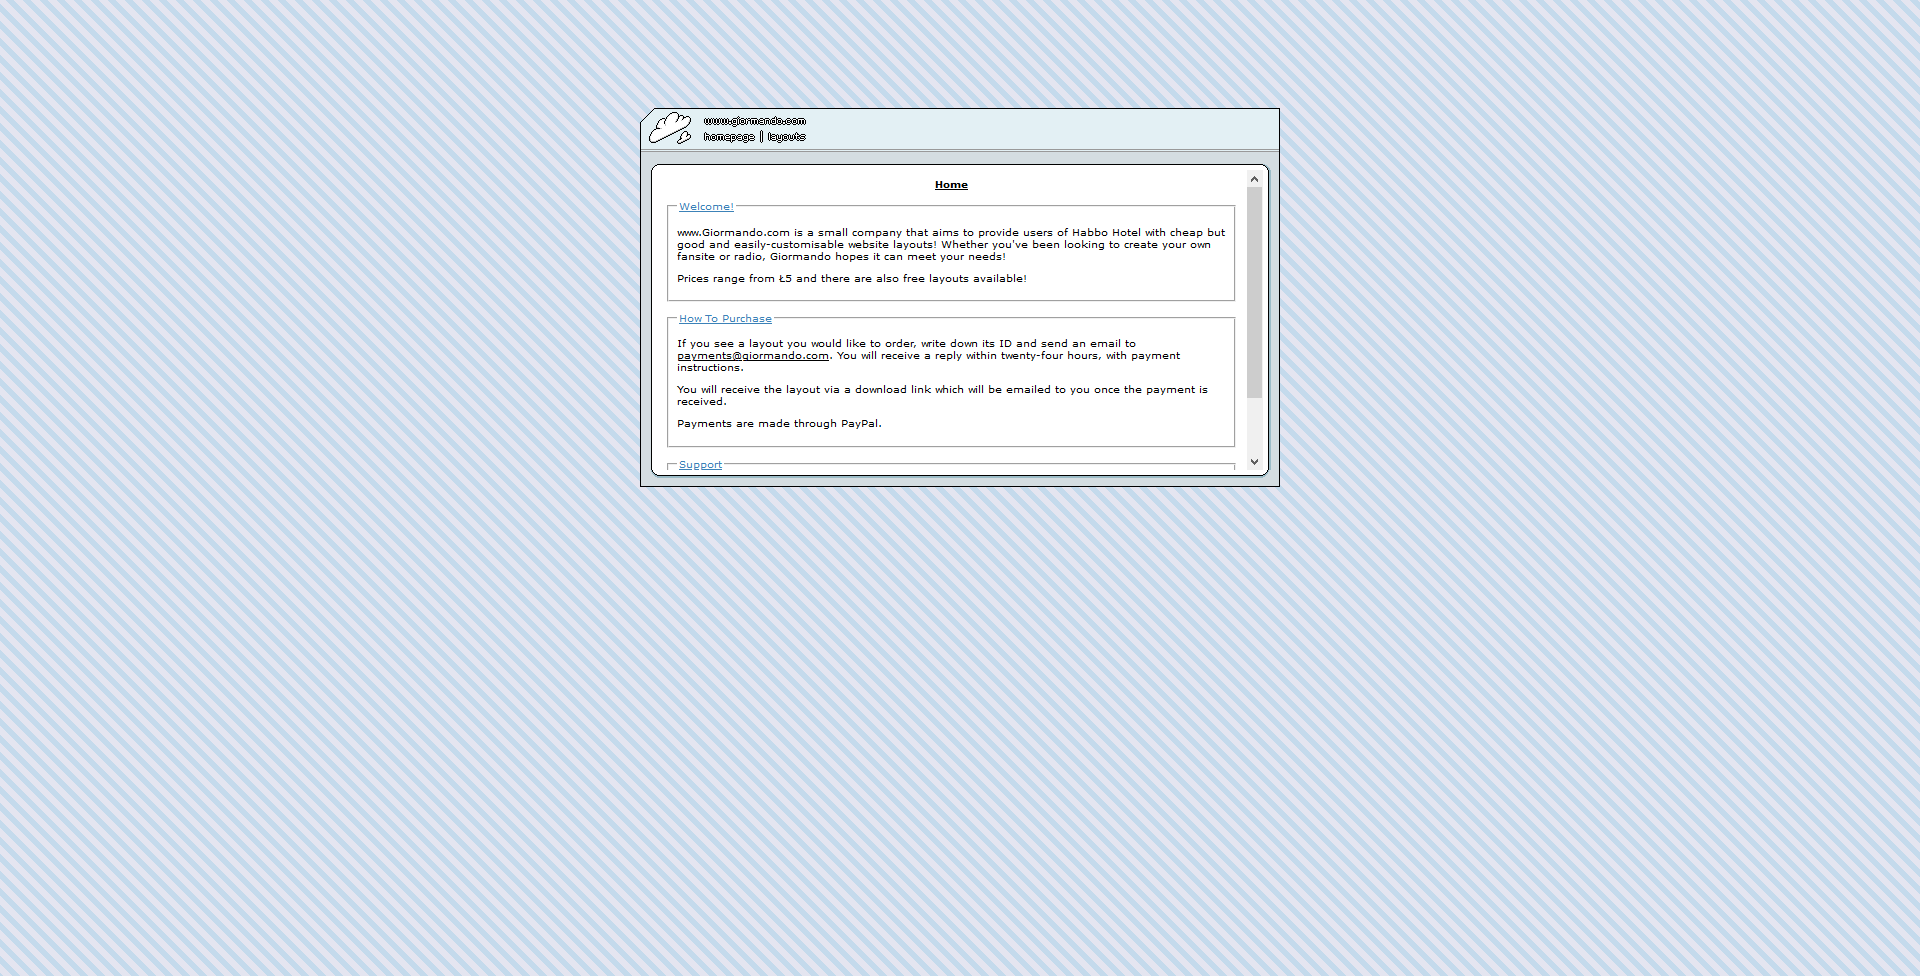 www.giormando.com
homepage | layouts
Home
Welcome!
www.Giormando.com is a small company that aims to provide users of Habbo Hotel with cheap but
good and easily-customisable website layouts! Whether you've been looking to create your own
fansite or radio, Giormando hopes it can meet your needs!
Prices range from Ł5 and there are also free layouts available!
How To Purchase
If you see a layout you would like to order, write down its ID and send an email to
payments@giormando.com. You will receive a reply within twenty-four hours, with payment
instructions.
You will receive the layout via a download link which will be emailed to you once the payment is
received.
Payments are made through PayPal.
Support